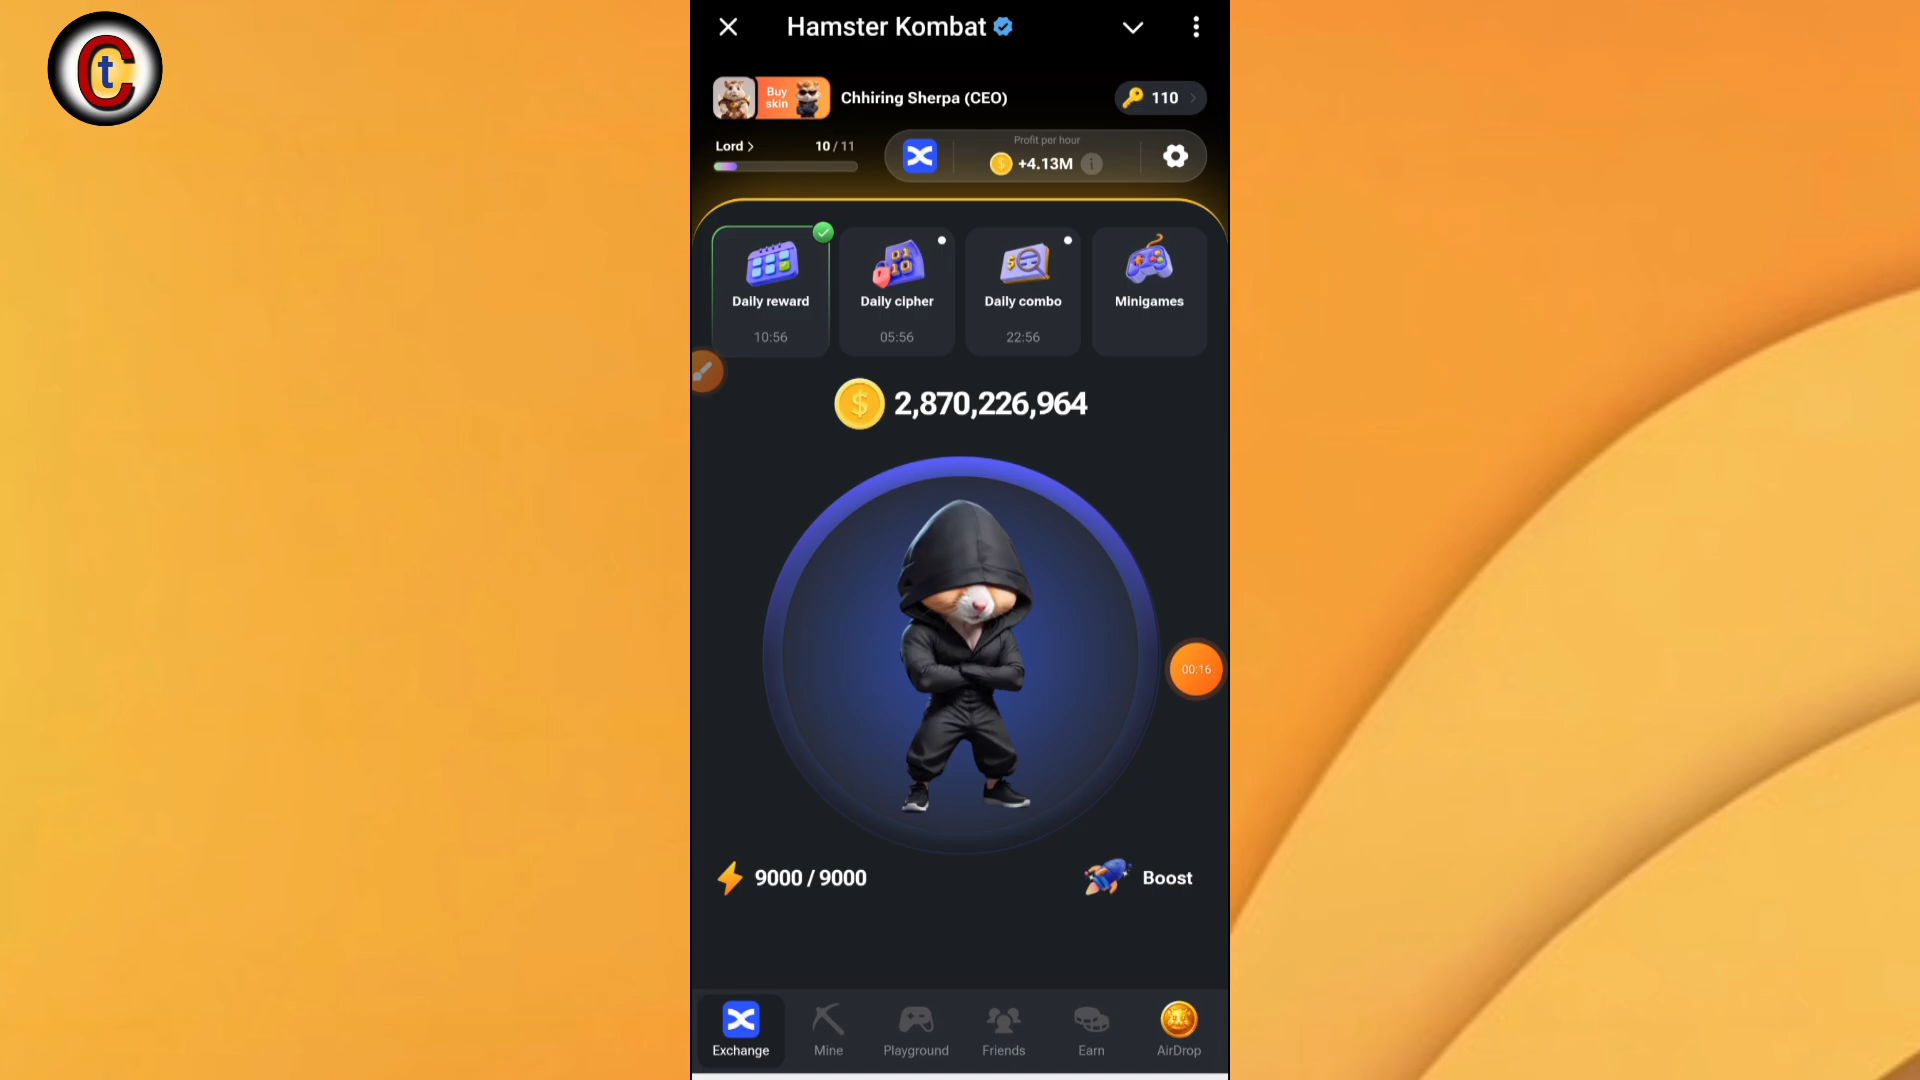 Ct
Hamster Kombat
Buy skin
Chhiring Sherpa (CEO)
110
Lord
10 / 11
Profit per hour
+4.13M
Daily reward
10:56
Daily cipher
05:56
Daily combo
22:56
Minigames
2,870,226,964
00:16
9000 / 9000
Boost
Exchange
Mine
Playground
Friends
Earn
AirDrop